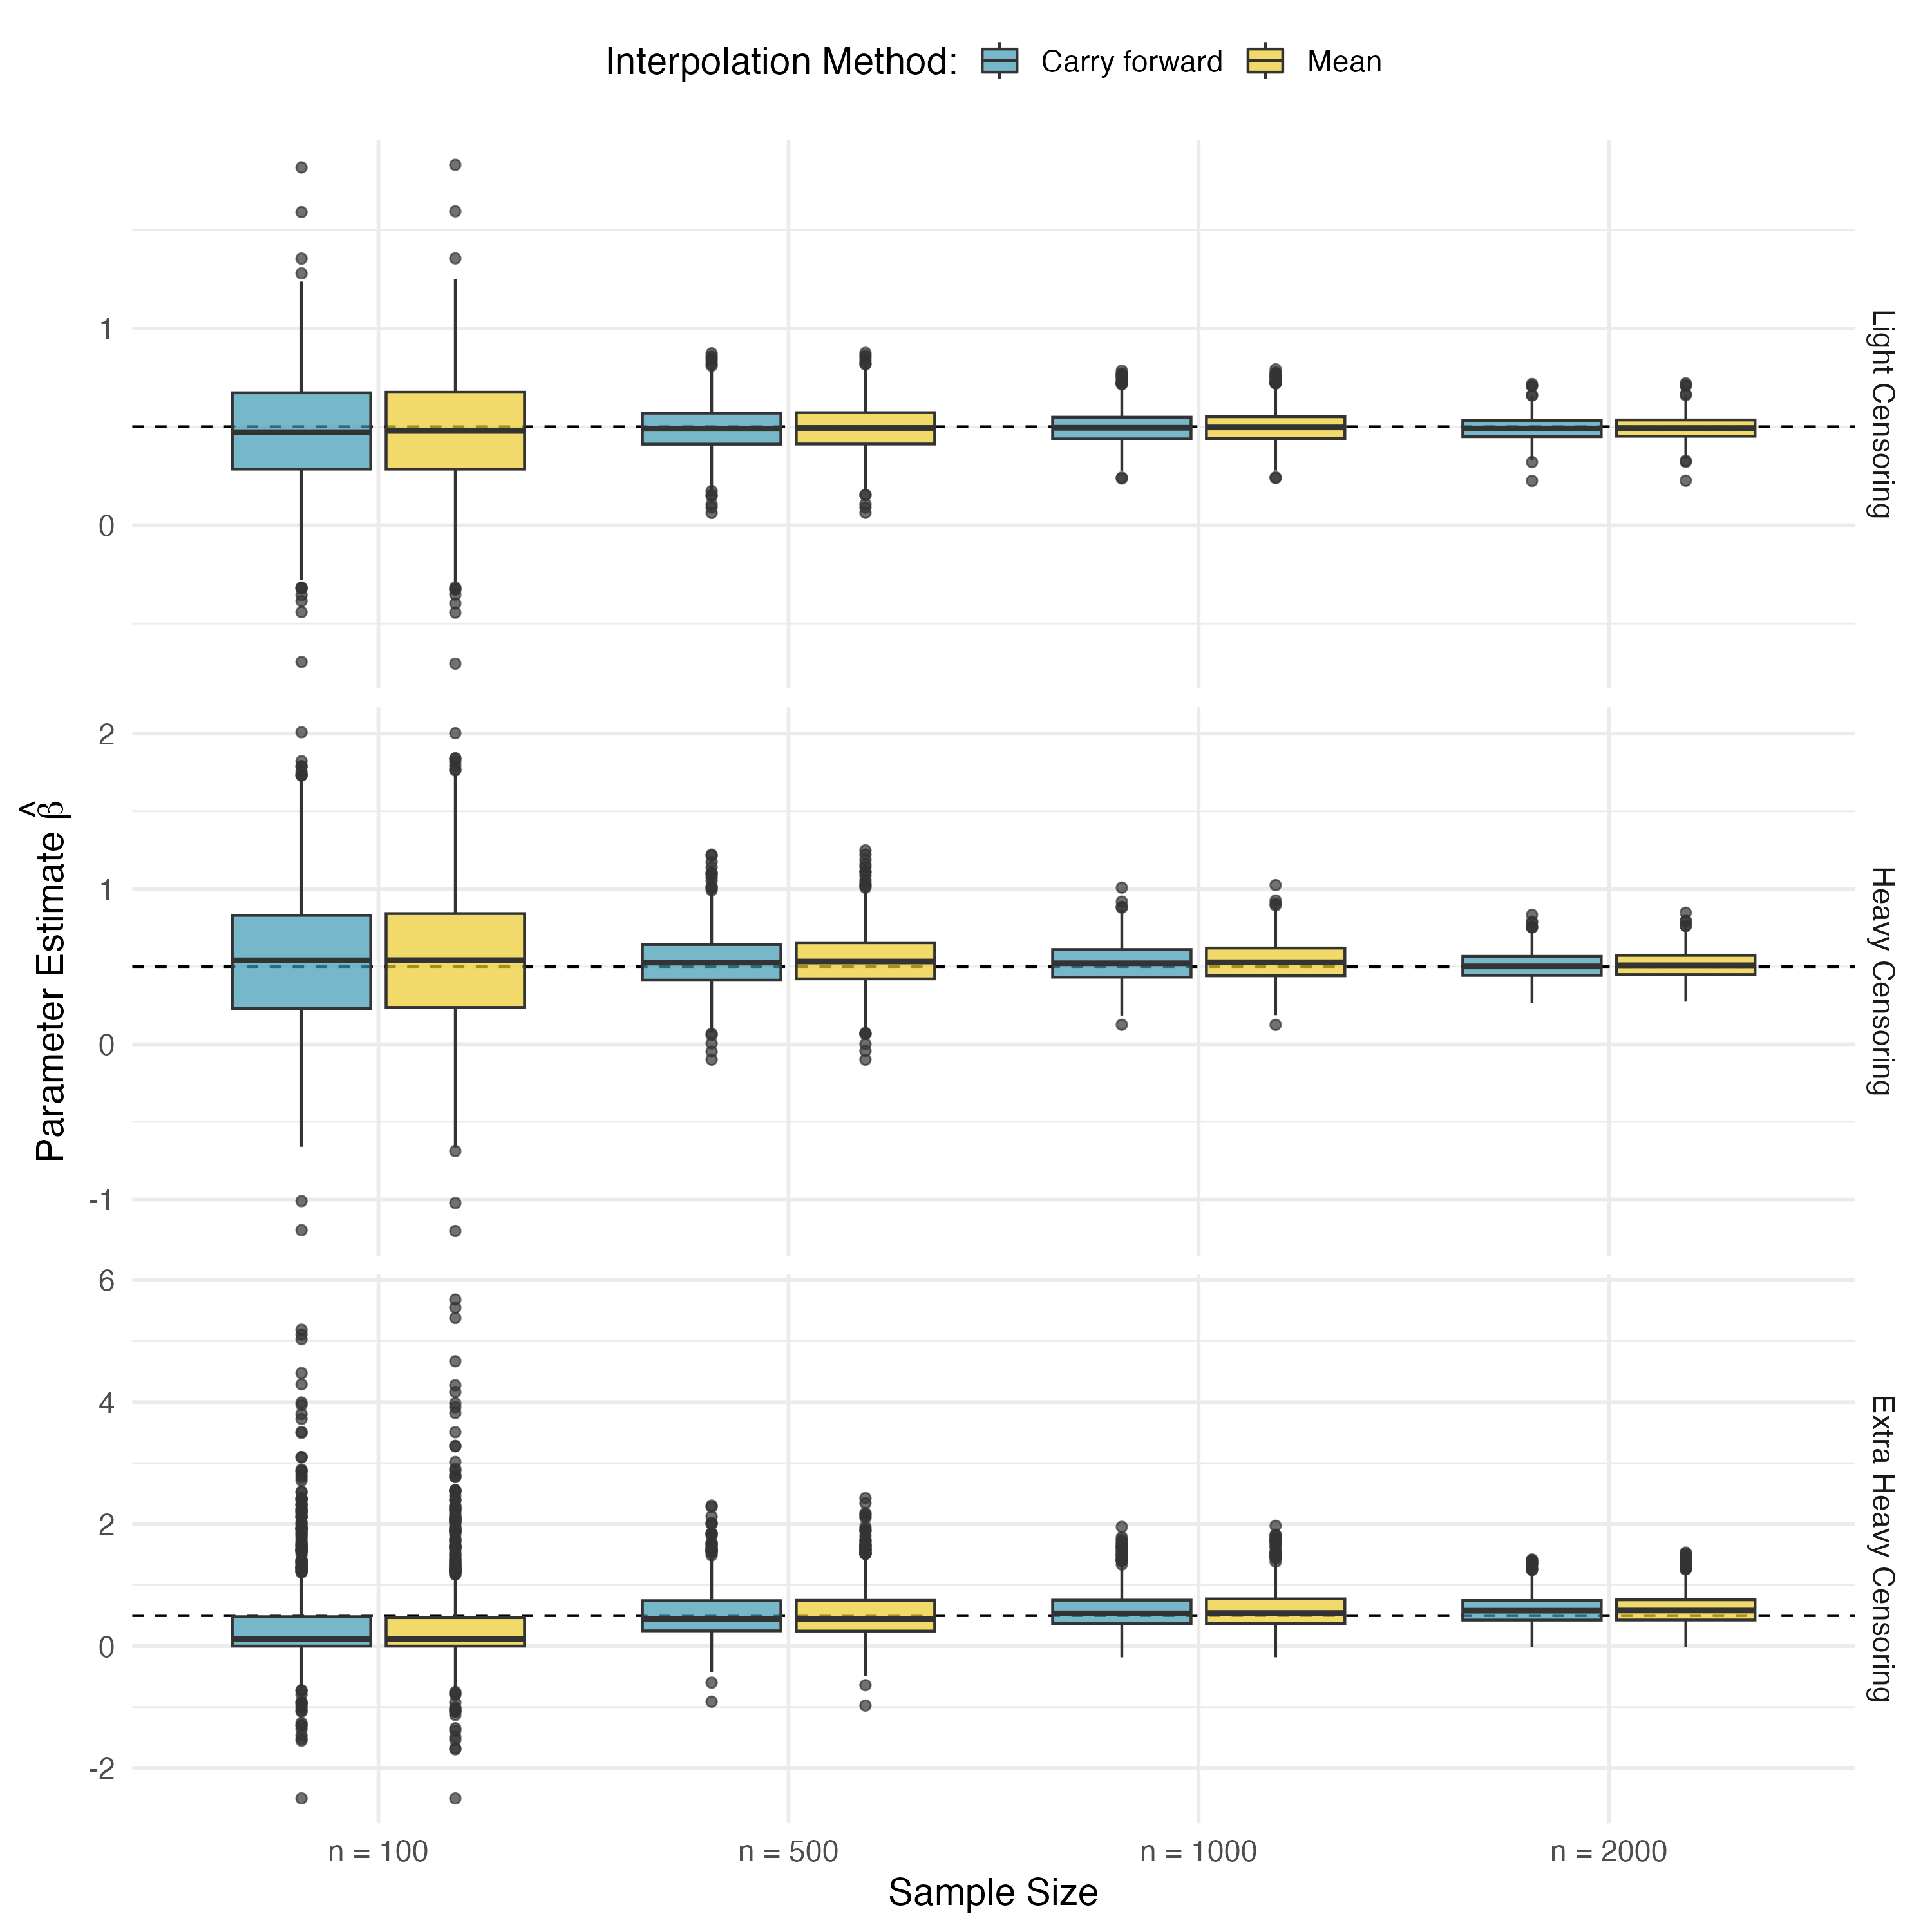 Interpolation Method: Carry forward Mean
1
0
Light Censoring
2
1
0
-1
Heavy Censoring
6
4
2
0
-2
Extra Heavy Censoring
Parameter Estimate β̂
n = 100 n = 500 n = 1000 n = 2000
Sample Size